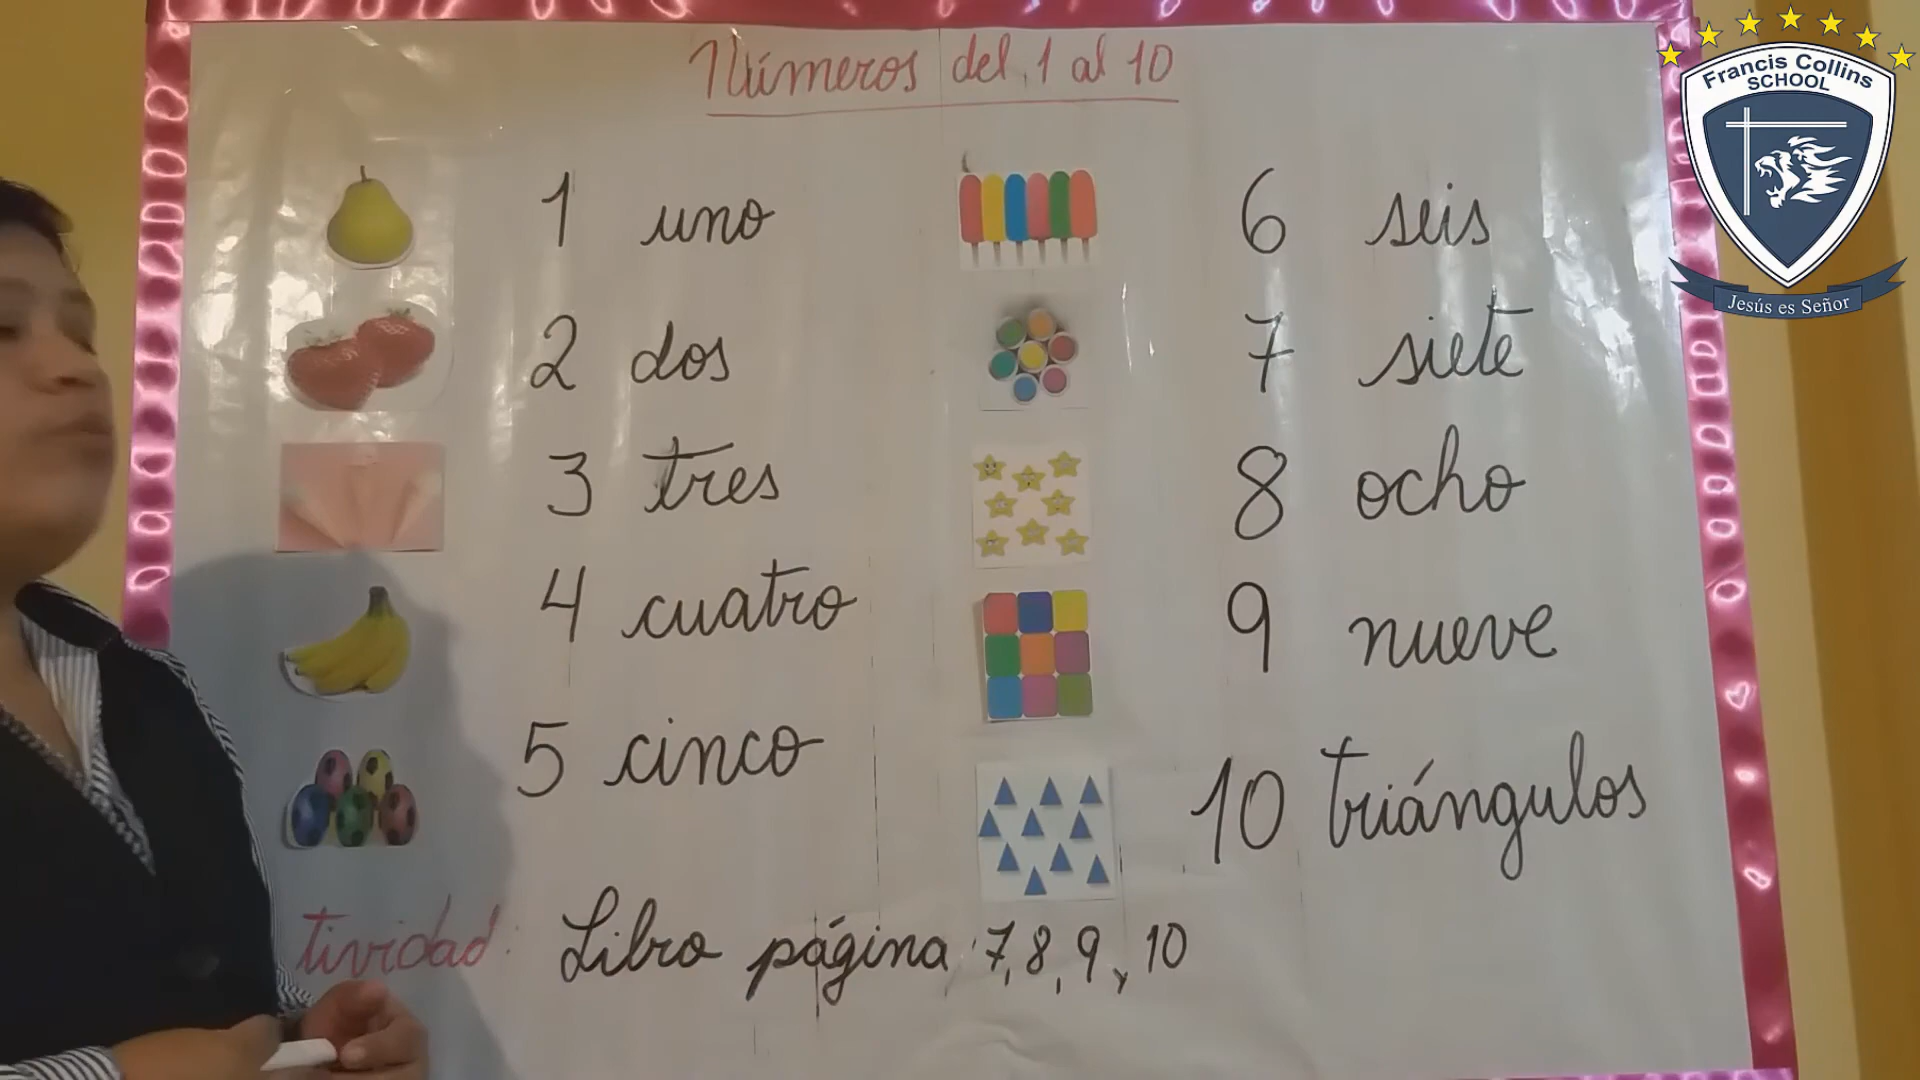 Números del 1 al 10
1 uno
2 dos
3 tres
4 cuatro
5 cinco
6 seis
7 siete
8 ocho
9 nueve
10 triángulos
tividad: Libro página 7, 8, 9 y 10
Francis Collins
SCHOOL
Jesús es Señor